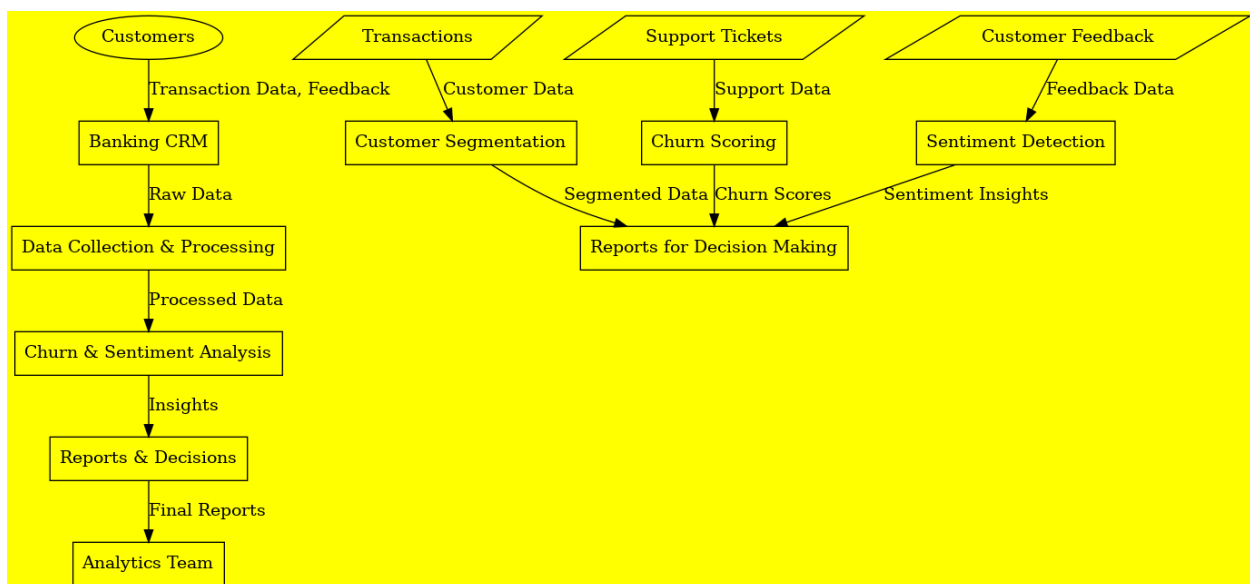 Customers
Transactions
Support Tickets
Customer Feedback
Transaction Data, Feedback
Customer Data
Support Data
Feedback Data
Banking CRM
Customer Segmentation
Churn Scoring
Sentiment Detection
Raw Data
Segmented Data
Churn Scores
Sentiment Insights
Data Collection & Processing
Reports for Decision Making
Processed Data
Churn & Sentiment Analysis
Insights
Reports & Decisions
Final Reports
Analytics Team